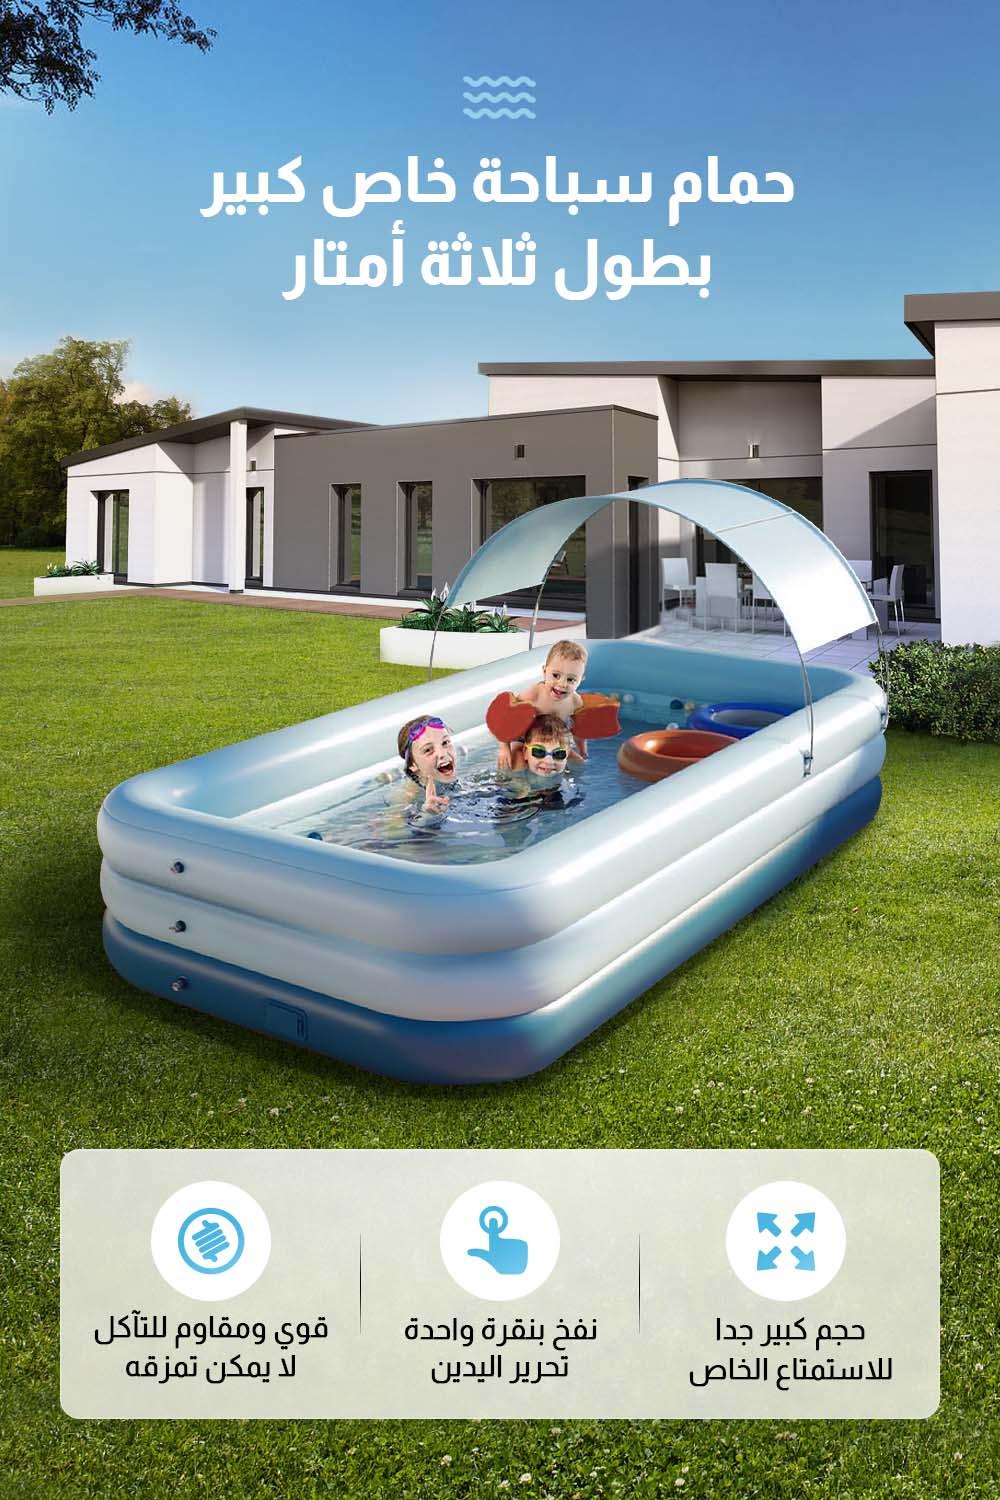 حمام سباحة خاص كبير
بطول ثلاثة أمتار
حجم كبير جدا
للاستمتاع الخاص
نفخ بنقرة واحدة
تحرير اليدين
قوي ومقاوم للتآكل
لا يمكن تمزقه